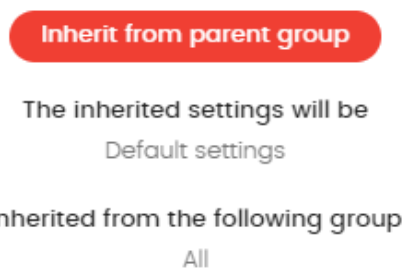 Inherit from parent group
The inherited settings will be
Default settings
nherited from the following group
All